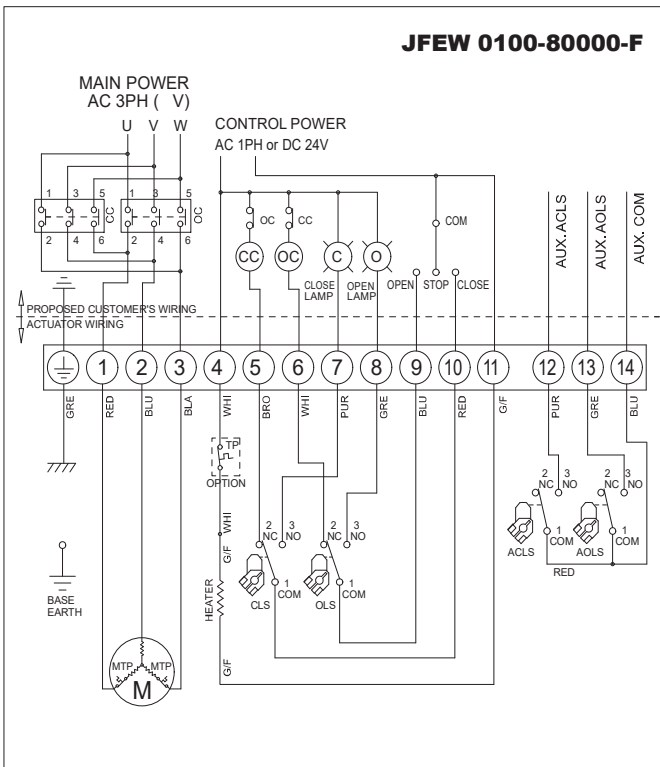 JFEW 0100-80000-F
MAIN POWER
AC 3PH (    V)
U V W
CONTROL POWER
AC 1PH or DC 24V
1 3 5 1 3 5
CC OC
2 4 6 2 4 6
OC CC
CC OC C O
CLOSE
LAMP
OPEN
LAMP
COM
OPEN STOP CLOSE
AUX. ACLS
AUX. AOLS
AUX. COM
PROPOSED CUSTOMER'S WIRING
ACTUATOR WIRING
1 2 3 4 5 6 7 8 9 10 11 12 13 14
GRE RED BLU BLA WHI BRO WHI PUR GRE BLU RED G/F PUR GRE BLU
TP
OPTION
WHI
G/F
HEATER
G/F
2 3
NC NO
1
COM
CLS
2 3
NC NO
1
COM
OLS
2 3
NC NO
1
COM
ACLS
2 3
NC NO
1
COM
AOLS
RED
BASE
EARTH
MTP MTP
M